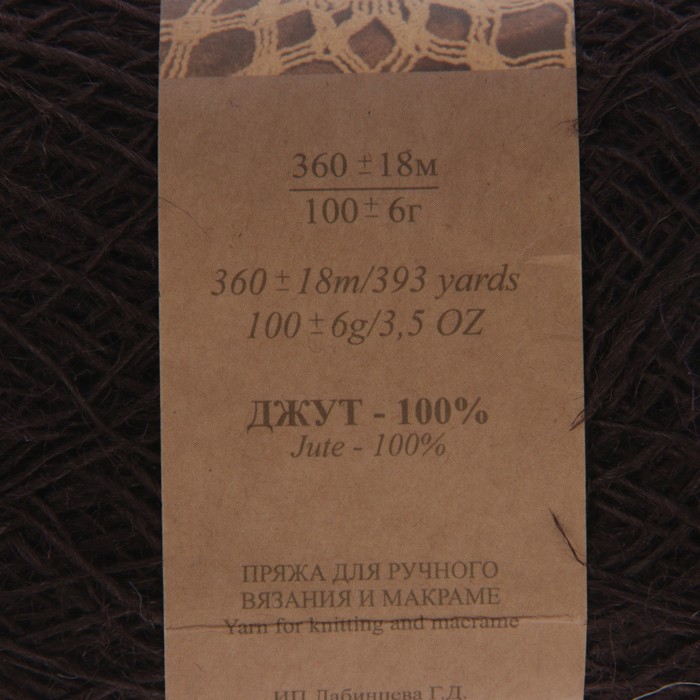 360 ± 18м
100 ± 6г
360 ± 18m/393 yards
100 ± 6g/3,5 OZ
ДЖУТ - 100%
Jute - 100%
ПРЯЖА ДЛЯ РУЧНОГО
ВЯЗАНИЯ И МАКРАМЕ
Yarn for knitting and macrame
ИП Лабинцева Г.Д.